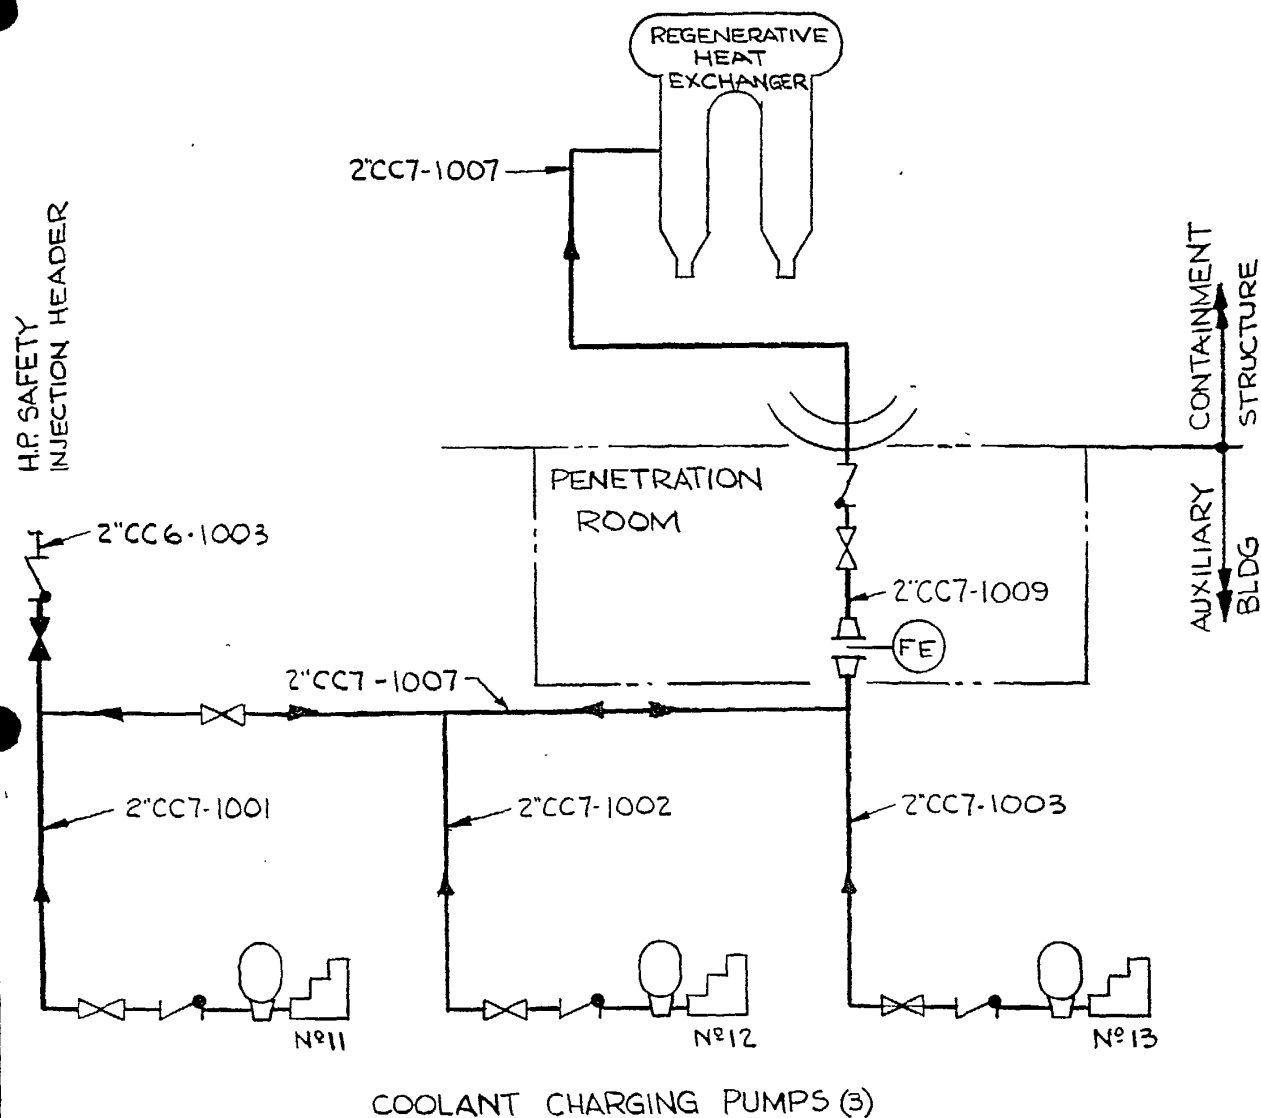 REGENERATIVE
HEAT
EXCHANGER
2"CC7-1007
H.P. SAFETY
INJECTION HEADER
CONTAINMENT
STRUCTURE
PENETRATION
ROOM
2"CC6-1003
AUXILIARY
BLDG
2"CC7-1009
FE
2"CC7-1007
2"CC7-1001
2"CC7-1002
2"CC7-1003
Nº11
Nº12
Nº13
COOLANT CHARGING PUMPS (3)